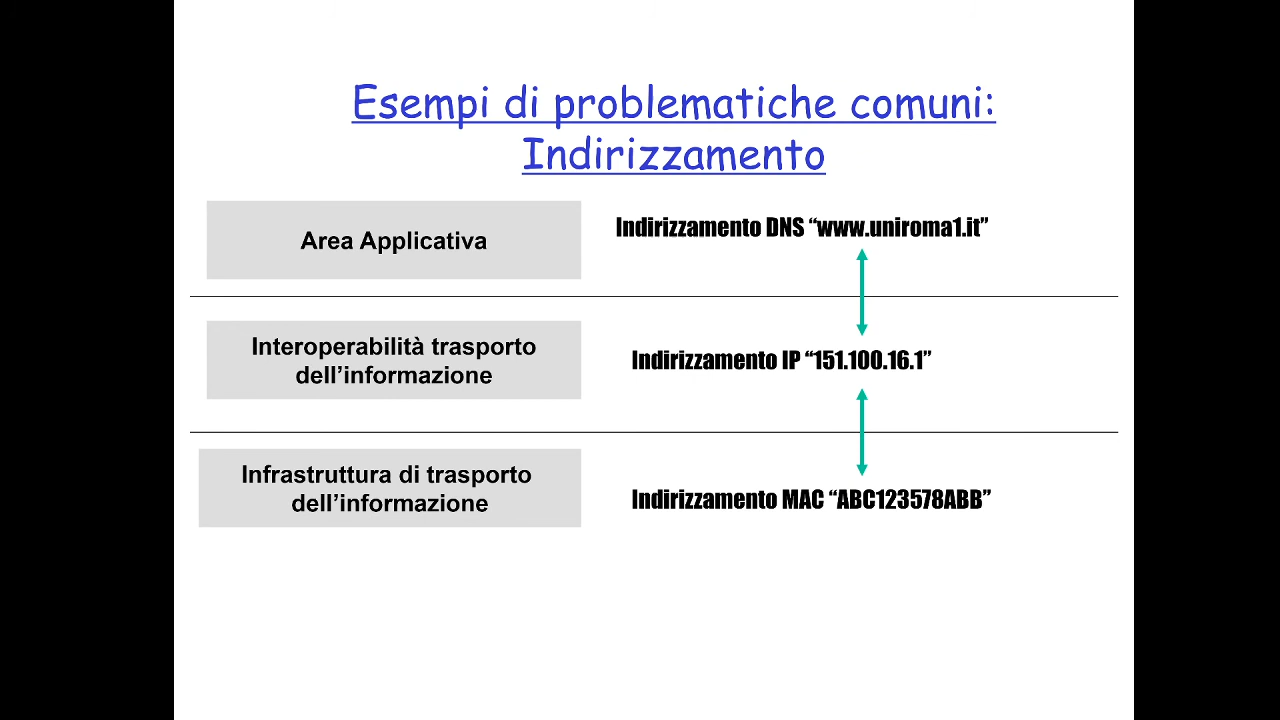 Esempi di problematiche comuni:
Indirizzamento
Area Applicativa
Indirizzamento DNS “www.uniroma1.it”
Interoperabilità trasporto
dell’informazione
Indirizzamento IP “151.100.16.1”
Infrastruttura di trasporto
dell’informazione
Indirizzamento MAC “ABC123578ABB”